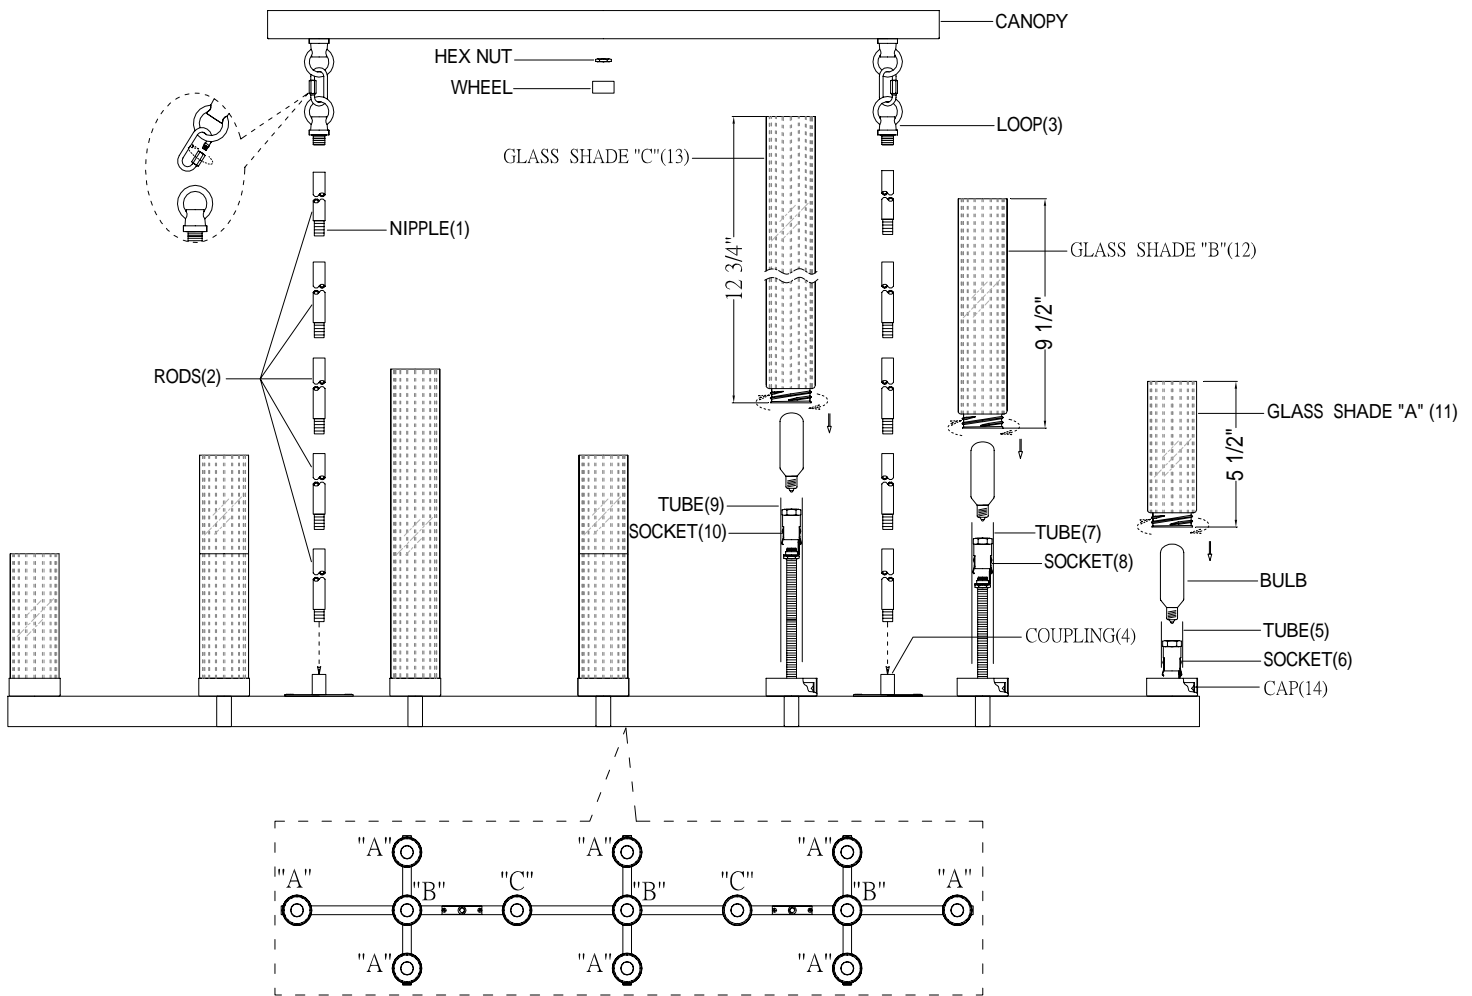 CANOPY
HEX NUT
WHEEL
LOOP(3)
GLASS SHADE "C"(13)
NIPPLE(1)
12 3/4"
GLASS SHADE "B"(12)
9 1/2"
RODS(2)
GLASS SHADE "A" (11)
5 1/2"
TUBE(9)
SOCKET(10)
TUBE(7)
SOCKET(8)
BULB
COUPLING(4)
TUBE(5)
SOCKET(6)
CAP(14)
"A" "A" "A"
"A" "B" "C" "B" "C" "B" "A"
"A" "A" "A"